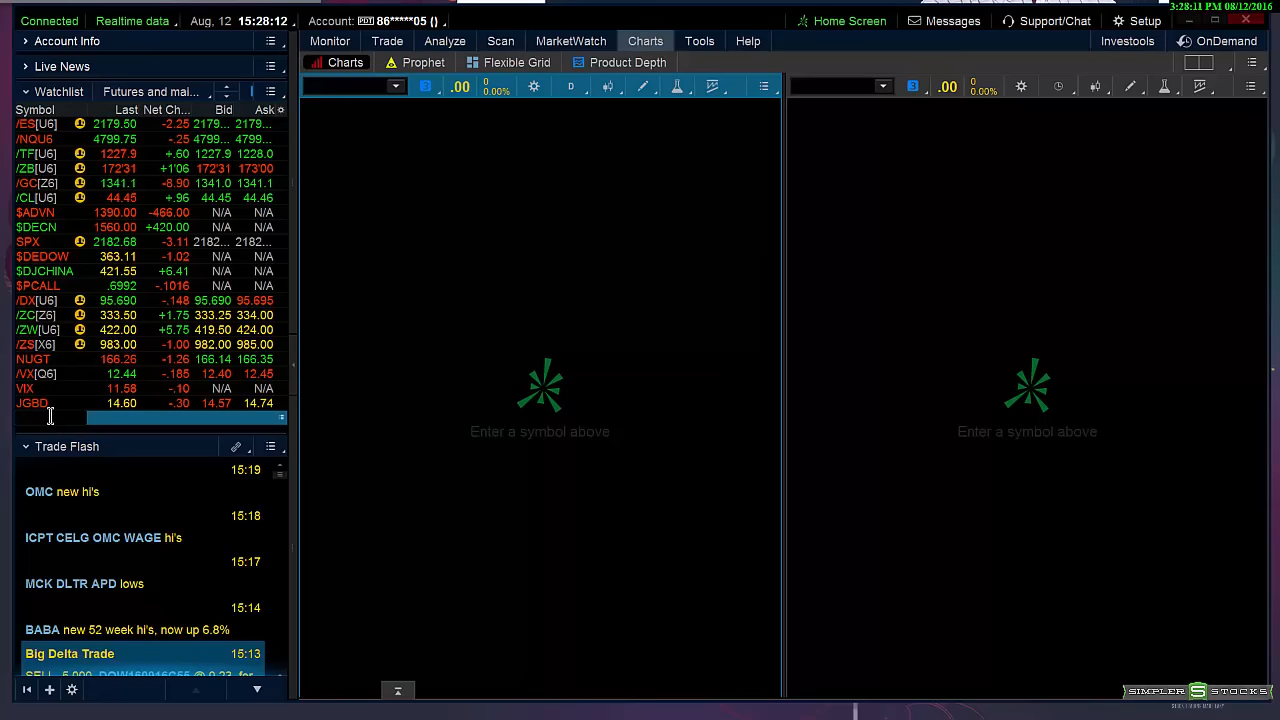 3:28:11 PM 08/12/2016
Connected Realtime data Aug, 12 15:28:12 Account: PDT 86*****05 () Home Screen Messages Support/Chat Setup
Account Info Monitor Trade Analyze Scan MarketWatch Charts Tools Help Investools OnDemand
Live News Charts Prophet Flexible Grid Product Depth
Watchlist Futures and mai... 3 .00 0 0.00% D 3 .00 0 0.00%
Symbol Last Net Ch... Bid Ask
/ES[U6] 2179.50 -2.25 2179... 2179...
/NQU6 4799.75 -.25 4799... 4799...
/TF[U6] 1227.9 +.60 1227.9 1228.0
/ZB[U6] 172'31 +1'06 172'31 173'00
/GC[Z6] 1341.1 -8.90 1341.0 1341.1
/CL[U6] 44.45 +.96 44.45 44.46
$ADVN 1390.00 -466.00 N/A N/A
$DECN 1560.00 +420.00 N/A N/A
SPX 2182.68 -3.11 2182... 2182...
$DEDOW 363.11 -1.02 N/A N/A
$DJCHINA 421.55 +6.41 N/A N/A
$PCALL .6992 -.1016 N/A N/A
/DX[U6] 95.690 -.148 95.690 95.695
/ZC[Z6] 333.50 +1.75 333.25 334.00
/ZW[U6] 422.00 +5.75 419.50 424.00
/ZS[X6] 983.00 -1.00 982.00 985.00
NUGT 166.26 -1.26 166.14 166.35
/VX[Q6] 12.44 -.185 12.40 12.45
VIX 11.58 -.10 N/A N/A
JGBD 14.60 -.30 14.57 14.74
Enter a symbol above Enter a symbol above
Trade Flash
15:19
OMC new hi's
15:18
ICPT CELG OMC WAGE hi's
15:17
MCK DLTR APD lows
15:14
BABA new 52 week hi's, now up 6.8%
Big Delta Trade 15:13
SELL -5,000 DOW160916C55 @ 0.23 for
SIMPLER S STOCKS